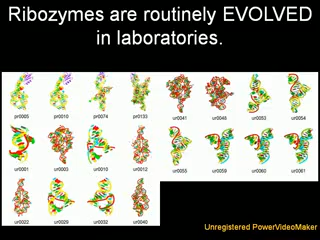 Ribozymes are routinely EVOLVED
in laboratories.
pr0005 pr0010 pr0074 pr0133 ur0041 ur0048 ur0053 ur0054
ur0001 ur0003 ur0010 ur0012 ur0055 ur0059 ur0060 ur0061
ur0022 ur0029 ur0032 ur0040
Unregistered PowerVideoMaker